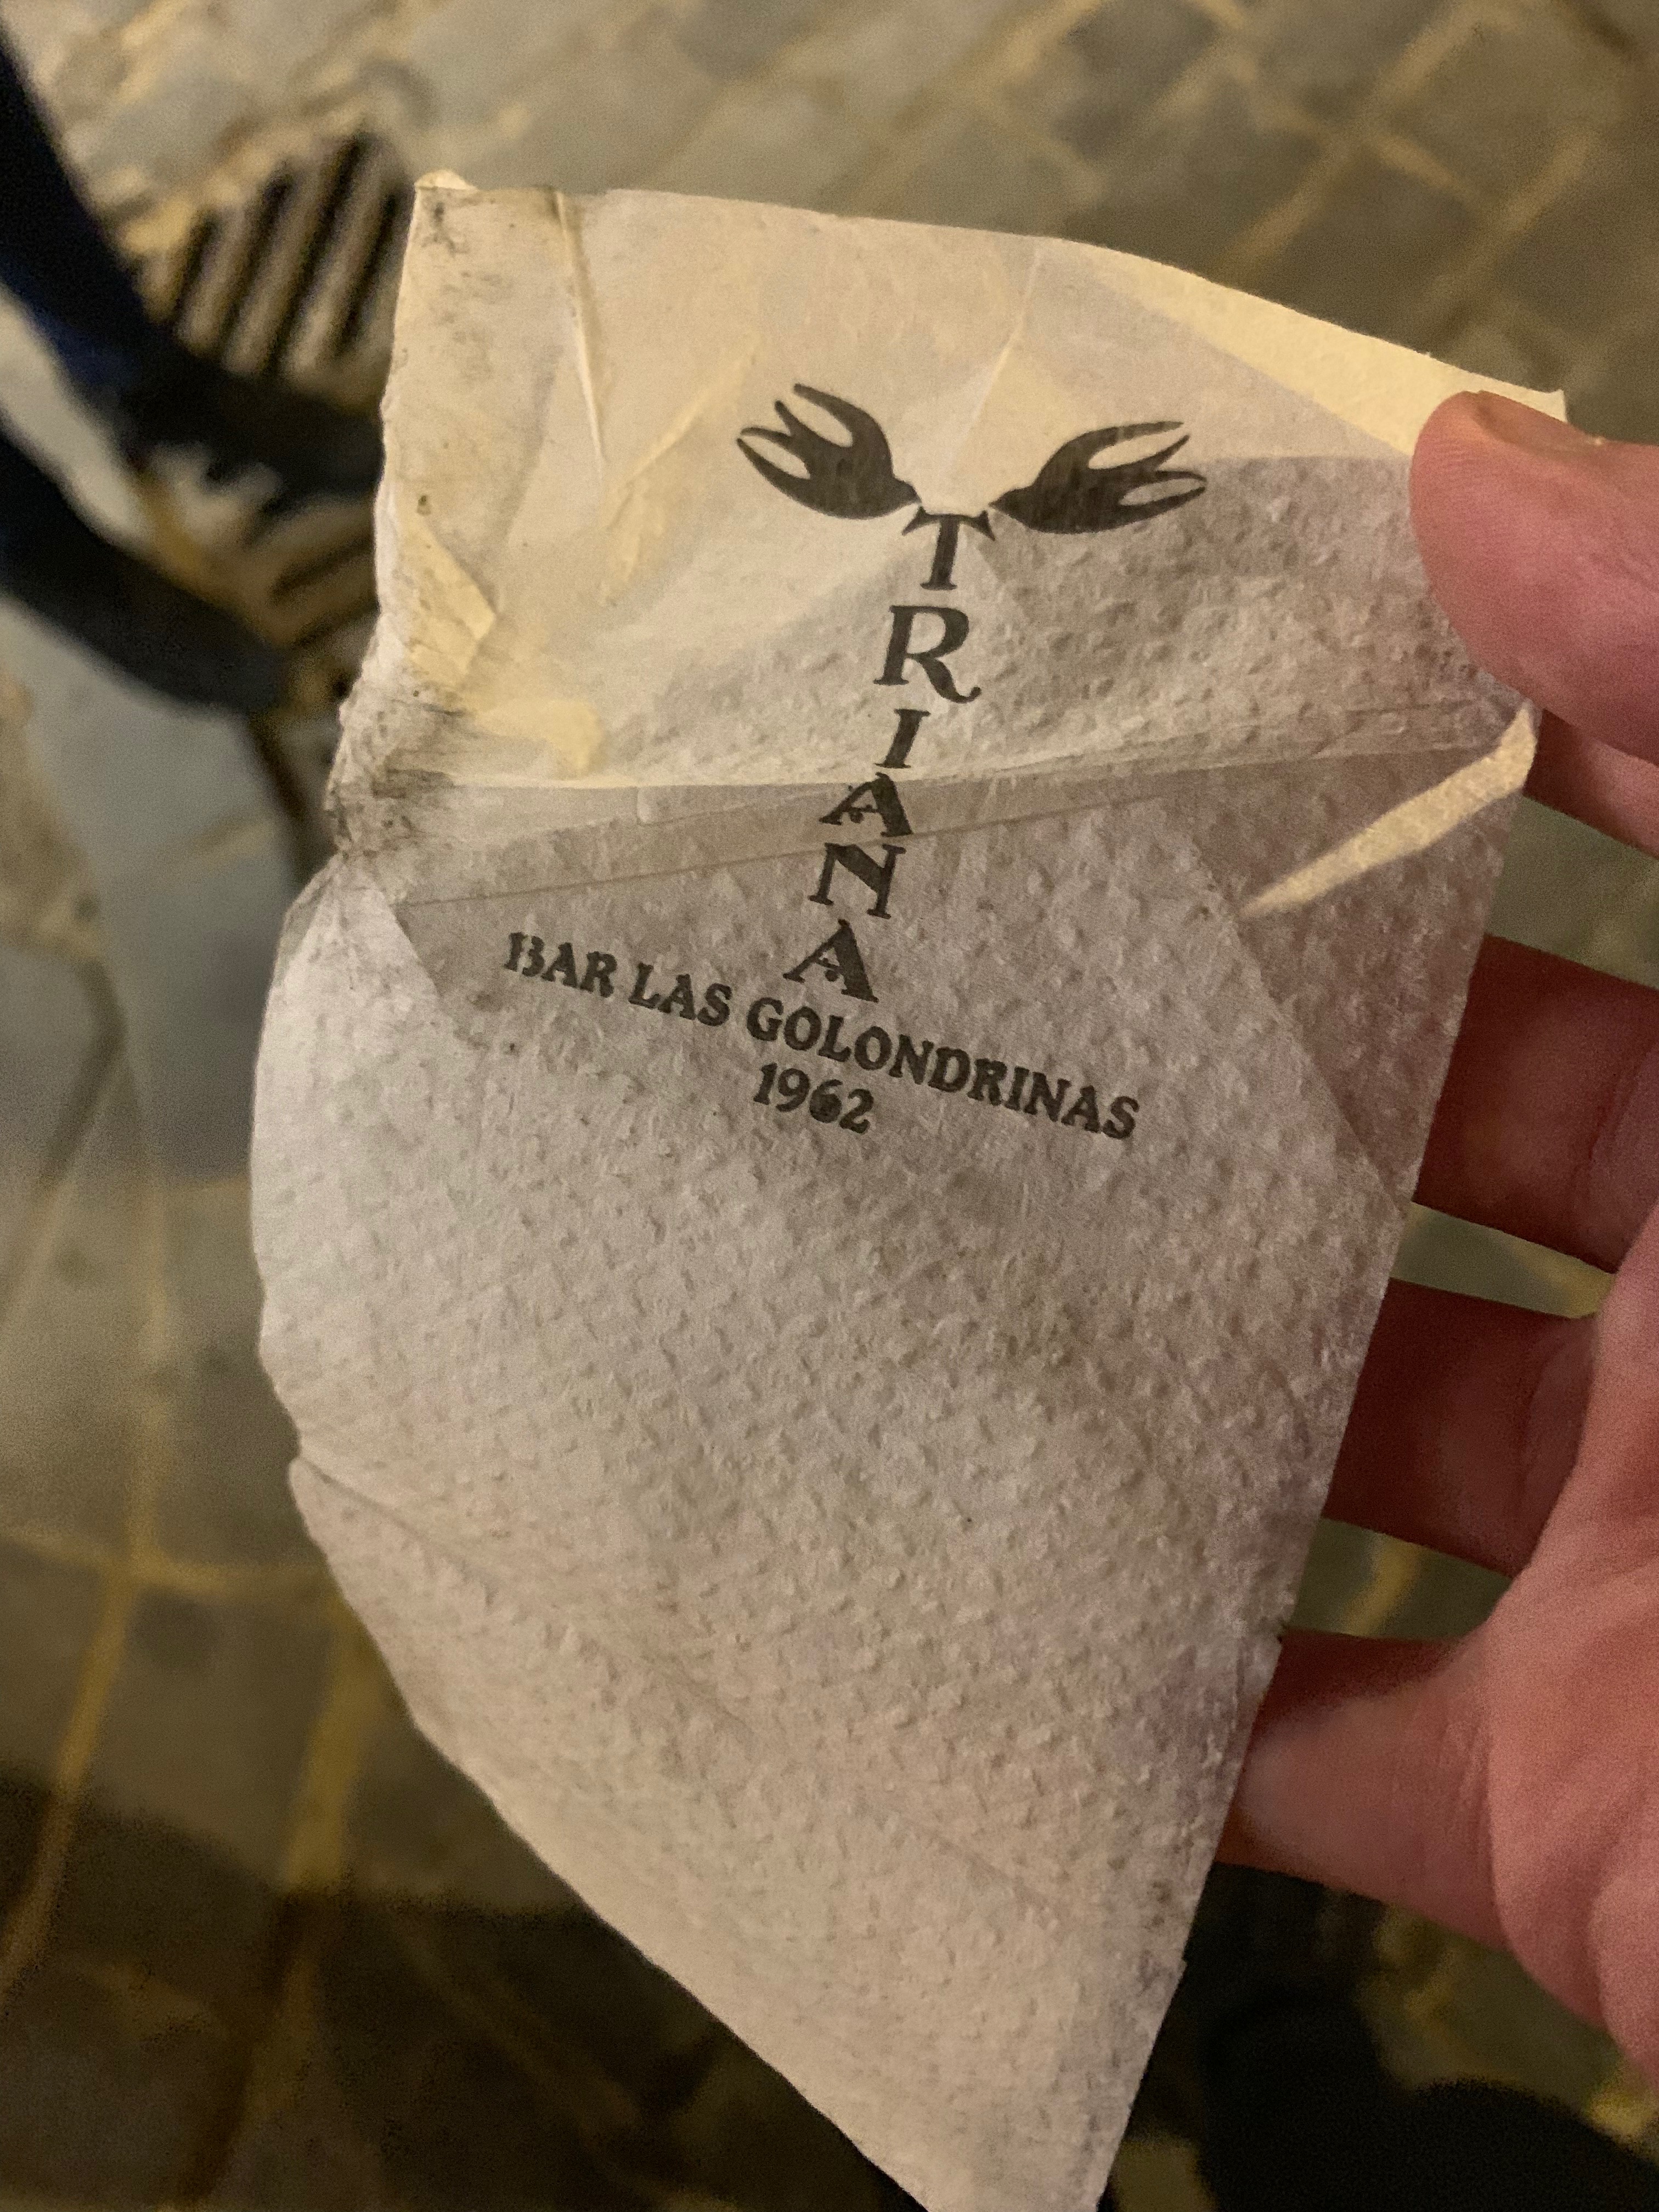 TRIANA
BAR LAS GOLONDRINAS
1962